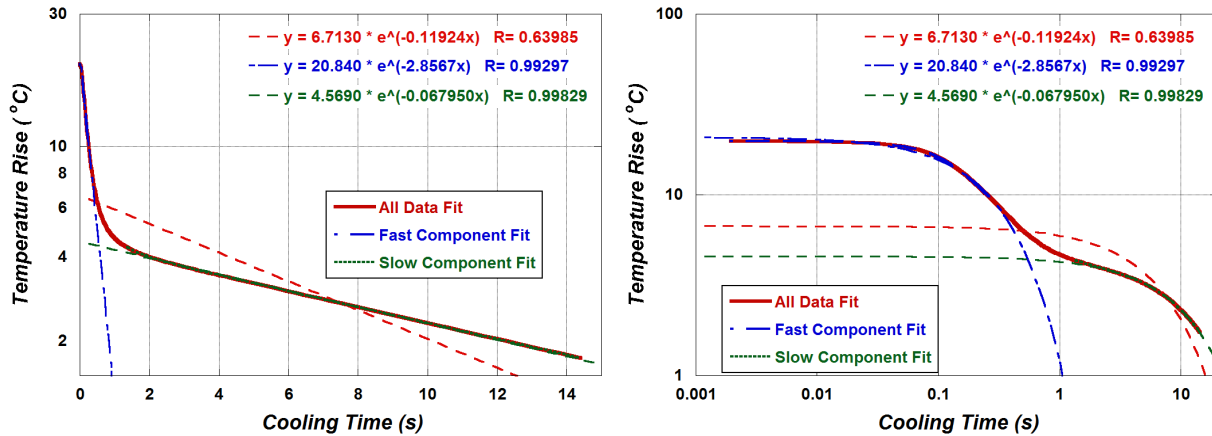 30
10
8
6
4
2
Temperature Rise ( °C)
y = 6.7130 * e^(-0.11924x) R= 0.63985
y = 20.840 * e^(-2.8567x) R= 0.99297
y = 4.5690 * e^(-0.067950x) R= 0.99829
All Data Fit
Fast Component Fit
Slow Component Fit
0 2 4 6 8 10 12 14
Cooling Time (s)
100
10
1
Temperature Rise ( °C)
y = 6.7130 * e^(-0.11924x) R= 0.63985
y = 20.840 * e^(-2.8567x) R= 0.99297
y = 4.5690 * e^(-0.067950x) R= 0.99829
All Data Fit
Fast Component Fit
Slow Component Fit
0.001 0.01 0.1 1 10
Cooling Time (s)